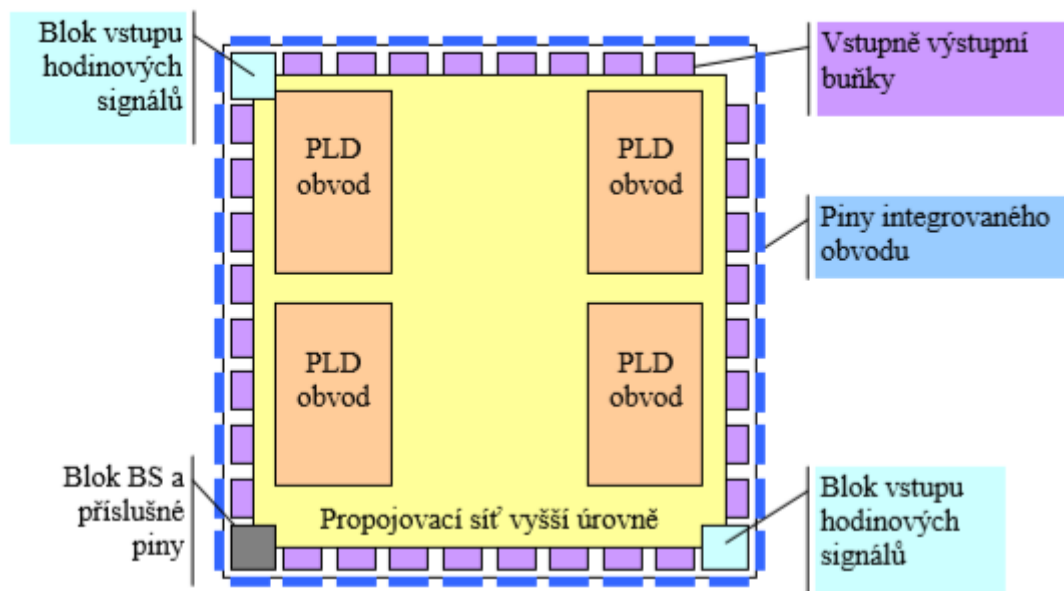 Blok vstupu
hodinových
signálů
Vstupně výstupní
buňky
PLD
obvod
PLD
obvod
Piny integrovaného
obvodu
PLD
obvod
PLD
obvod
Blok BS a
příslušné
piny
Propojovací síť vyšší úrovně
Blok vstupu
hodinových
signálů